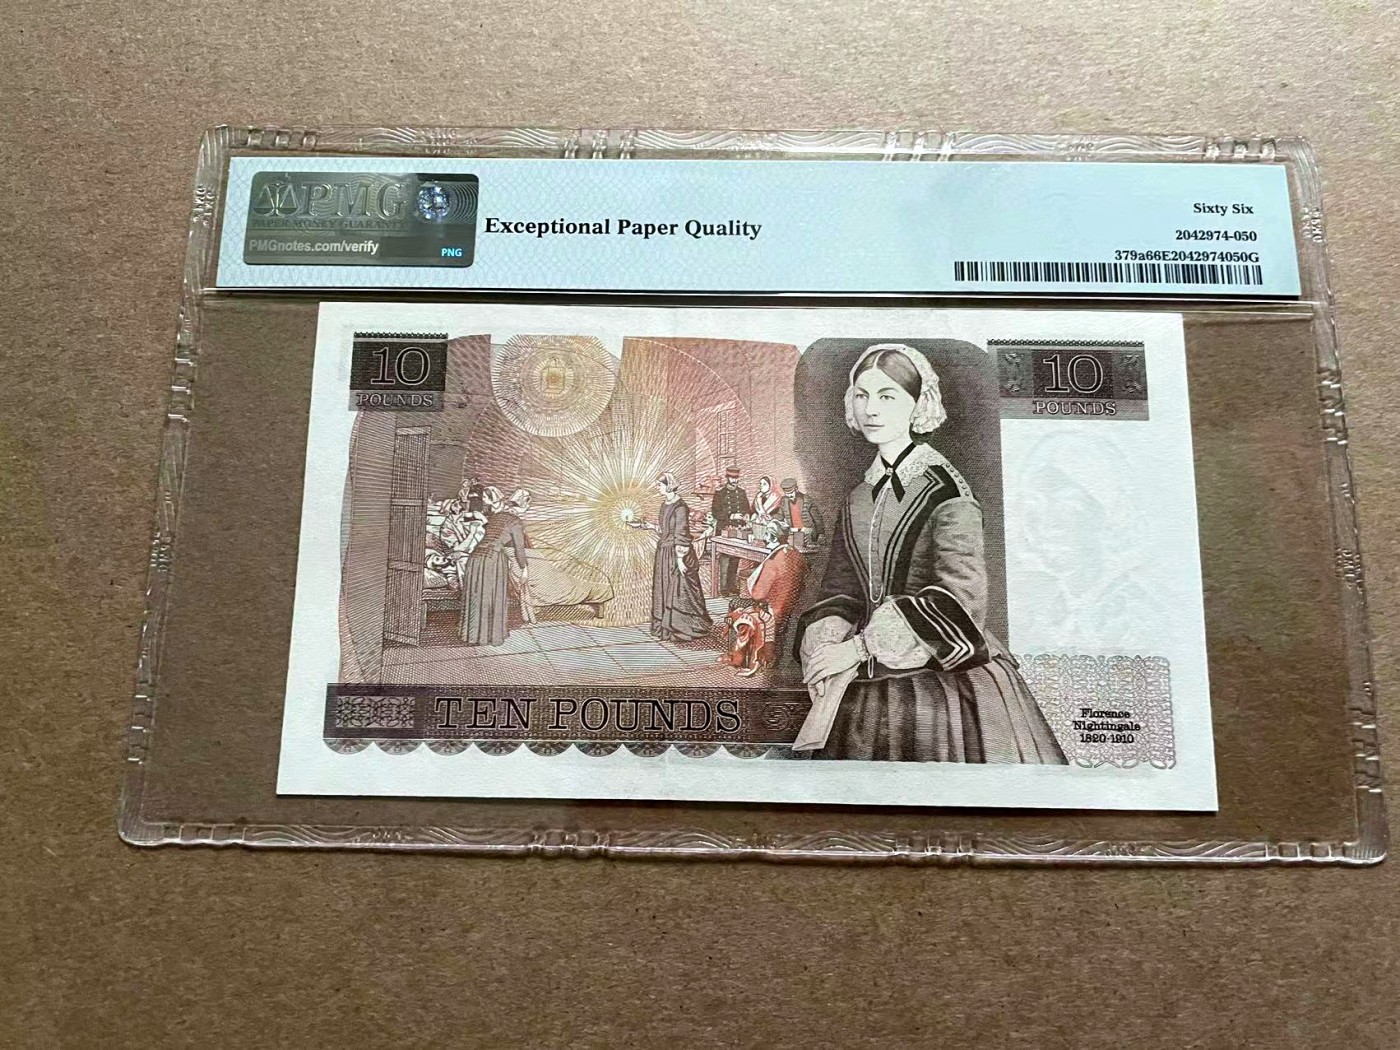 PMG
PAPER MONEY GUARANTY
PMGnotes.com/verify
PNG
Exceptional Paper Quality
Sixty Six
2042974-050
379a66E2042974050G
10
POUNDS
10
POUNDS
TEN POUNDS
Florence
Nightingale
1820-1910